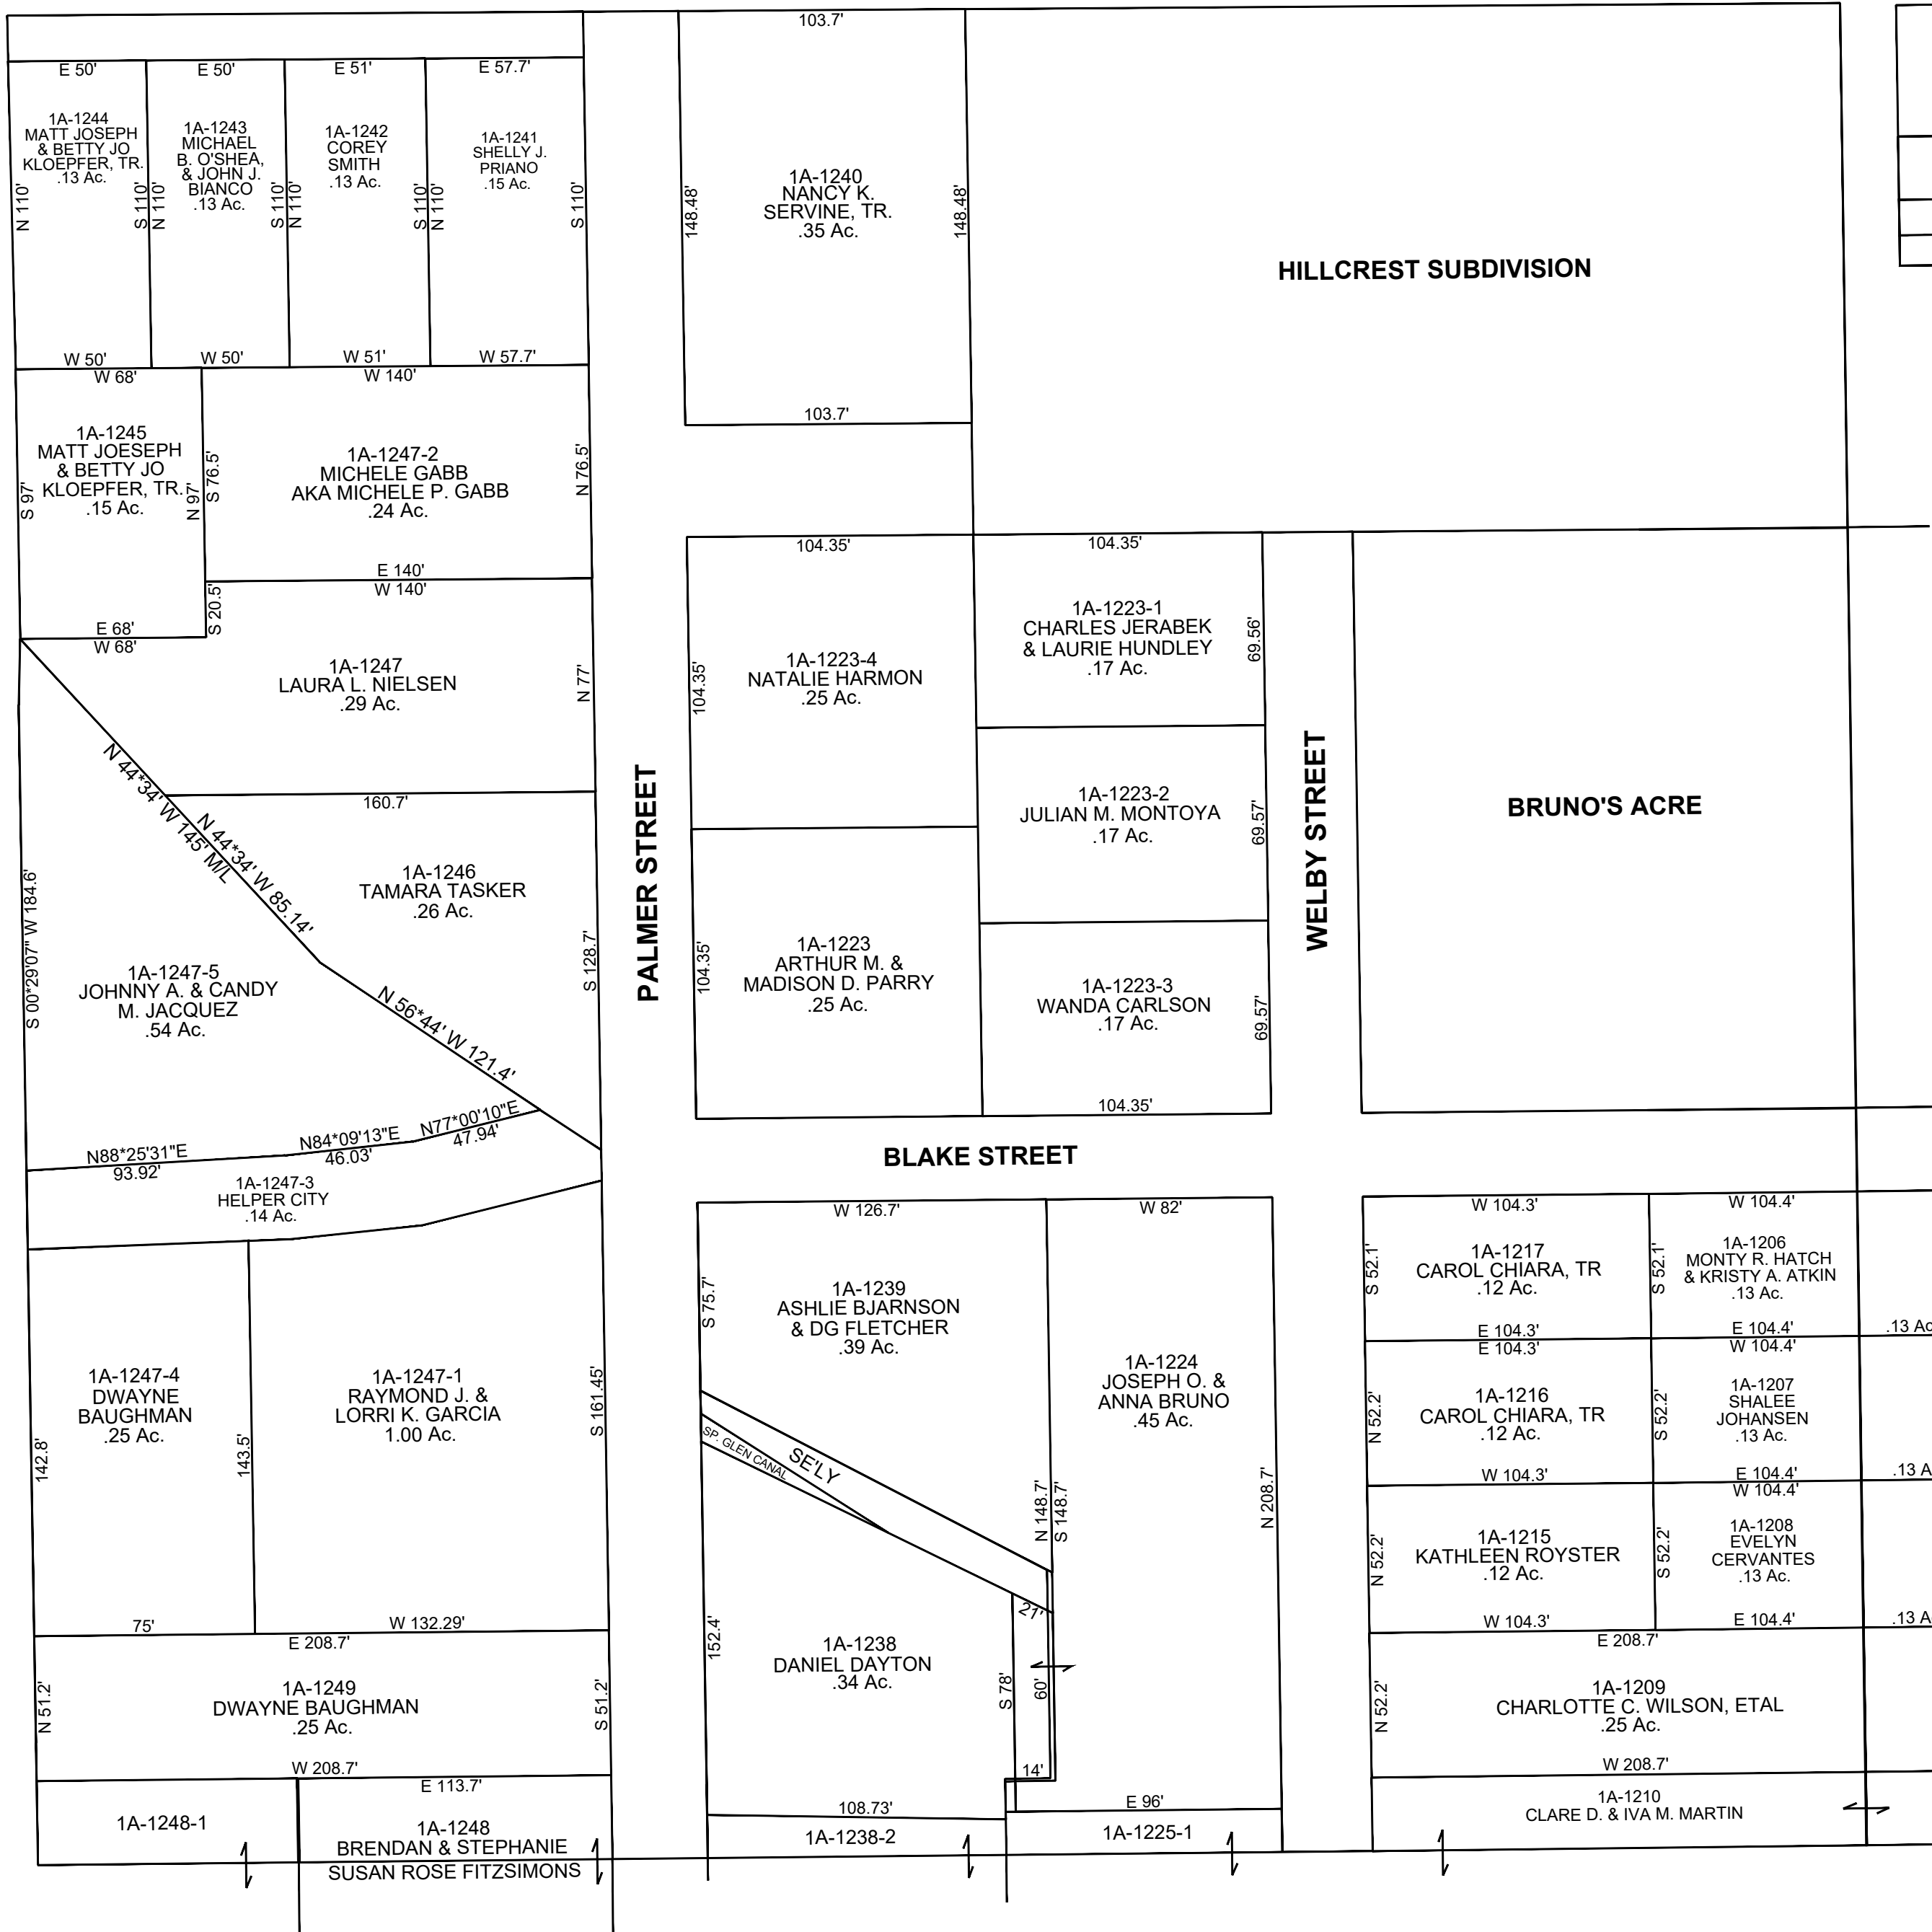 E 50'
E 50'
E 51'
E 57.7'
1A-1244
MATT JOSEPH
& BETTY JO
KLOEPFER, TR.
.13 Ac.
N 110'
S 110'
W 50'
1A-1243
MICHAEL
B. O'SHEA,
& JOHN J.
BIANCO
.13 Ac.
N 110'
S 110'
W 50'
1A-1242
COREY
SMITH
.13 Ac.
N 110'
S 110'
W 51'
1A-1241
SHELLY J.
PRIANO
.15 Ac.
N 110'
S 110'
W 57.7'
103.7'
1A-1240
NANCY K.
SERVINE, TR.
.35 Ac.
148.48'
148.48'
103.7'
HILLCREST SUBDIVISION
W 68'
1A-1245
MATT JOESEPH
& BETTY JO
KLOEPFER, TR.
.15 Ac.
S 97'
N 97'
E 68'
W 140'
1A-1247-2
MICHELE GABB
AKA MICHELE P. GABB
.24 Ac.
S 76.5'
N 76.5'
E 140'
W 140'
S 20.5'
W 68'
1A-1247
LAURA L. NIELSEN
.29 Ac.
N 77'
N 44*34' W 145' M/L
N 44*34' W 85.14'
160.7'
1A-1246
TAMARA TASKER
.26 Ac.
S 128.7'
N 56*44' W 121.4'
S 00*29'07" W 184.6'
1A-1247-5
JOHNNY A. & CANDY
M. JACQUEZ
.54 Ac.
N88*25'31"E
93.92'
N84*09'13"E
46.03'
N77*00'10"E
47.94'
1A-1247-3
HELPER CITY
.14 Ac.
PALMER STREET
104.35'
104.35'
1A-1223-4
NATALIE HARMON
.25 Ac.
104.35'
1A-1223-1
CHARLES JERABEK
& LAURIE HUNDLEY
.17 Ac.
69.56'
1A-1223-2
JULIAN M. MONTOYA
.17 Ac.
69.57'
104.35'
1A-1223
ARTHUR M. &
MADISON D. PARRY
.25 Ac.
1A-1223-3
WANDA CARLSON
.17 Ac.
69.57'
104.35'
WELBY STREET
BRUNO'S ACRE
BLAKE STREET
142.8'
1A-1247-4
DWAYNE
BAUGHMAN
.25 Ac.
143.5'
75'
1A-1247-1
RAYMOND J. &
LORRI K. GARCIA
1.00 Ac.
S 161.45'
W 132.29'
E 208.7'
N 51.2'
1A-1249
DWAYNE BAUGHMAN
.25 Ac.
S 51.2'
W 208.7'
1A-1248-1
E 113.7'
1A-1248
BRENDAN & STEPHANIE
SUSAN ROSE FITZSIMONS
W 126.7'
S 75.7'
1A-1239
ASHLIE BJARNSON
& DG FLETCHER
.39 Ac.
N 148.7'
SE'LY
SP. GLEN CANAL
W 82'
1A-1224
JOSEPH O. &
ANNA BRUNO
.45 Ac.
S 148.7'
N 208.7'
152.4'
1A-1238
DANIEL DAYTON
.34 Ac.
21'
S 78'
60'
14'
108.73'
E 96'
1A-1238-2
1A-1225-1
W 104.3'
S 52.1'
1A-1217
CAROL CHIARA, TR
.12 Ac.
E 104.3'
W 104.4'
S 52.1'
1A-1206
MONTY R. HATCH
& KRISTY A. ATKIN
.13 Ac.
E 104.4'
.13 Ac
E 104.3'
N 52.2'
1A-1216
CAROL CHIARA, TR
.12 Ac.
W 104.3'
W 104.4'
S 52.2'
1A-1207
SHALEE
JOHANSEN
.13 Ac.
E 104.4'
.13 A
N 52.2'
1A-1215
KATHLEEN ROYSTER
.12 Ac.
W 104.3'
W 104.4'
S 52.2'
1A-1208
EVELYN
CERVANTES
.13 Ac.
E 104.4'
.13 A
E 208.7'
N 52.2'
1A-1209
CHARLOTTE C. WILSON, ETAL
.25 Ac.
W 208.7'
1A-1210
CLARE D. & IVA M. MARTIN